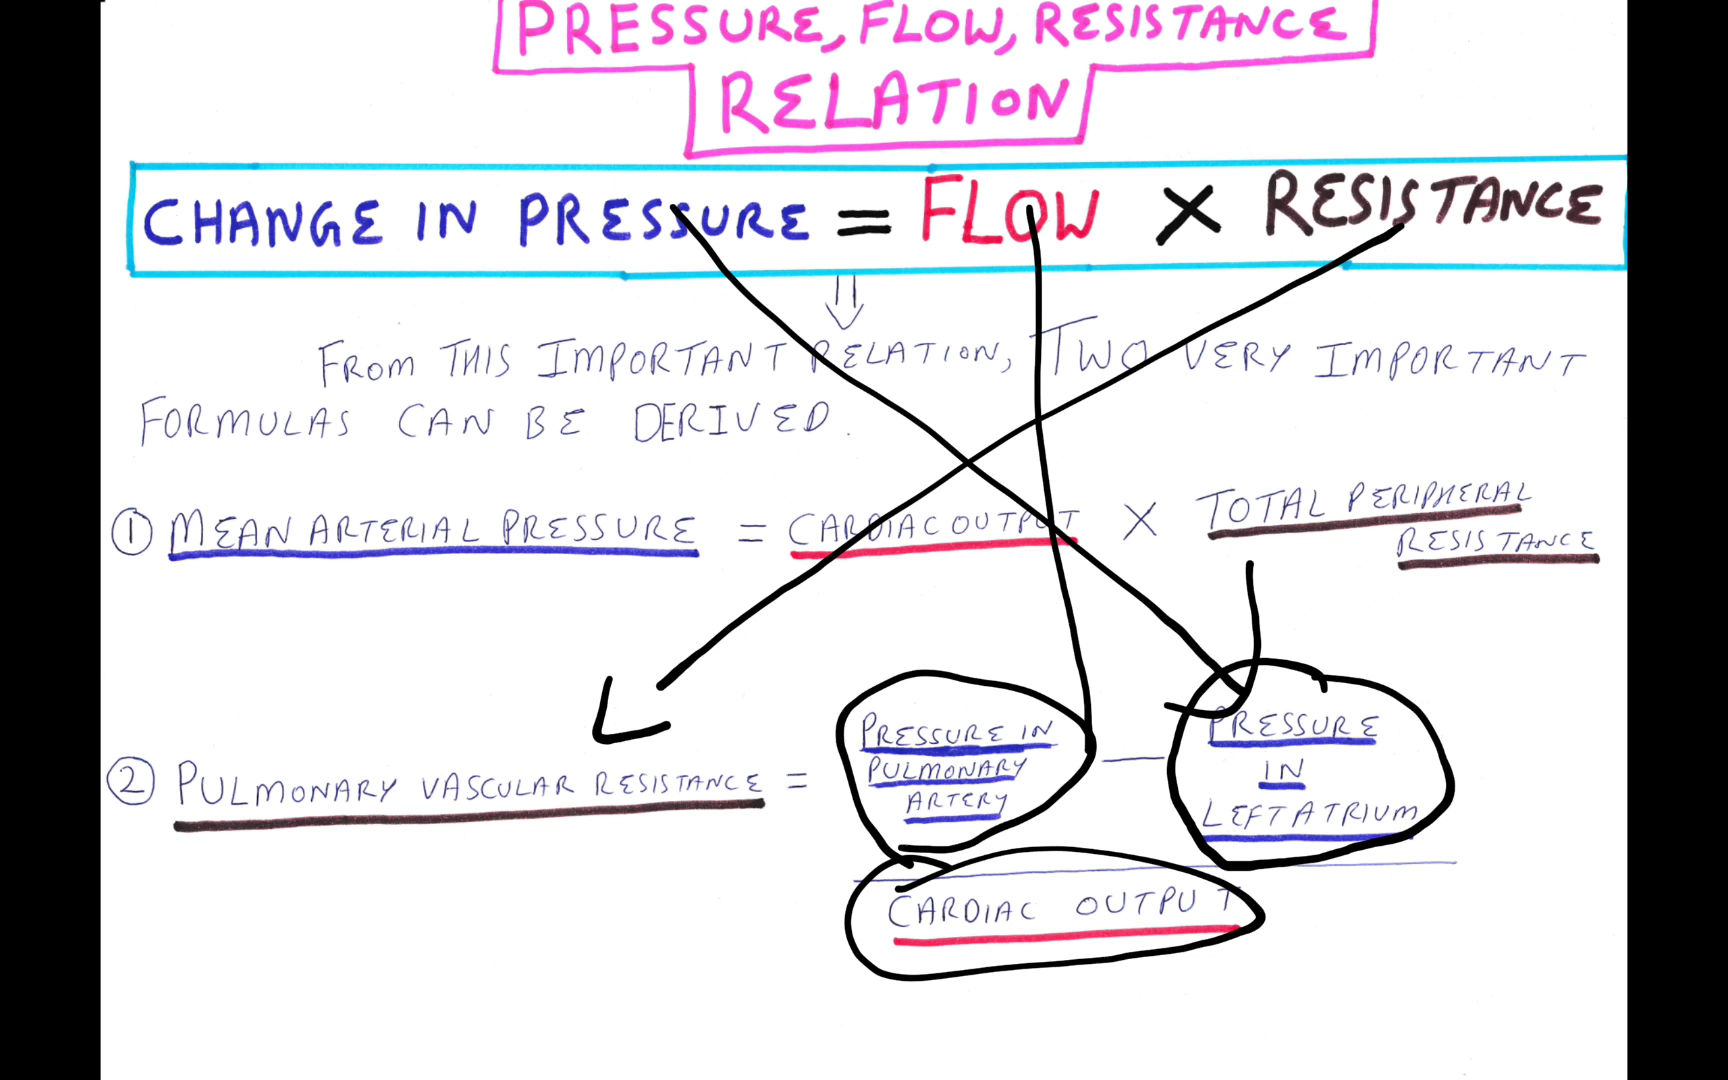 PRESSURE, FLOW, RESISTANCE
RELATION
CHANGE IN PRESSURE = FLOW X RESISTANCE
FROM THIS IMPORTANT RELATION, TWO VERY IMPORTANT
FORMULAS CAN BE DERIVED.
① MEAN ARTERIAL PRESSURE = CARDIAC OUTPUT X TOTAL PERIPHERAL
RESISTANCE
② PULMONARY VASCULAR RESISTANCE =
PRESSURE IN
PULMONARY
ARTERY
—
PRESSURE
IN
LEFT ATRIUM
CARDIAC OUTPUT